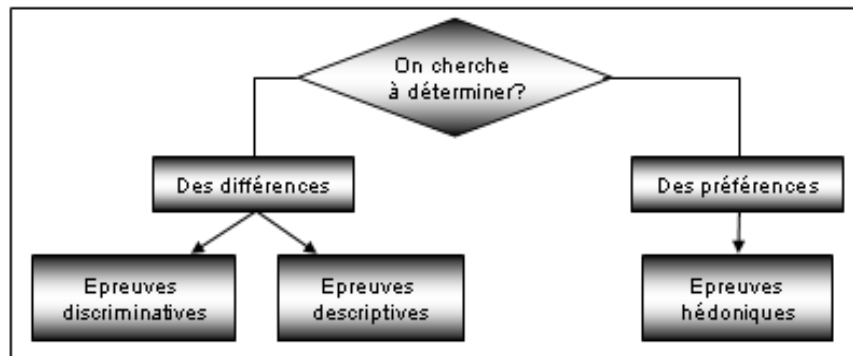 On cherche
à déterminer?
Des différences
Des préférences
Epreuves
discriminatives
Epreuves
descriptives
Epreuves
hédoniques